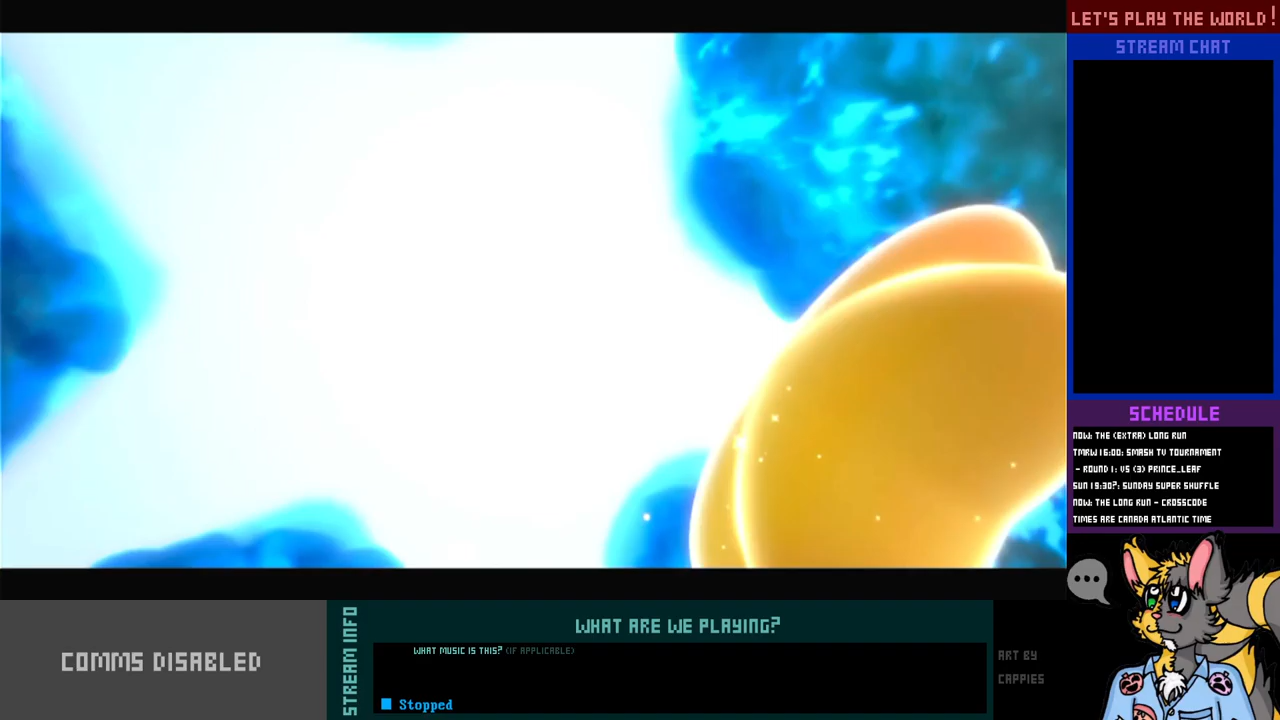 LET'S PLAY THE WORLD!
STREAM CHAT
SCHEDULE
NOW: THE (EXTRA) LONG RUN
TMRW 16:00: SMASH TV TOURNAMENT
- ROUND 1: VS (3) PRINCE_LEAF
SUN 19:30?: SUNDAY SUPER SHUFFLE
NOW: THE LONG RUN - CROSSCODE
TIMES ARE CANADA ATLANTIC TIME
COMMS DISABLED
STREAM INFO
WHAT ARE WE PLAYING?
WHAT MUSIC IS THIS? (IF APPLICABLE)
Stopped
ART BY
CAPPIES